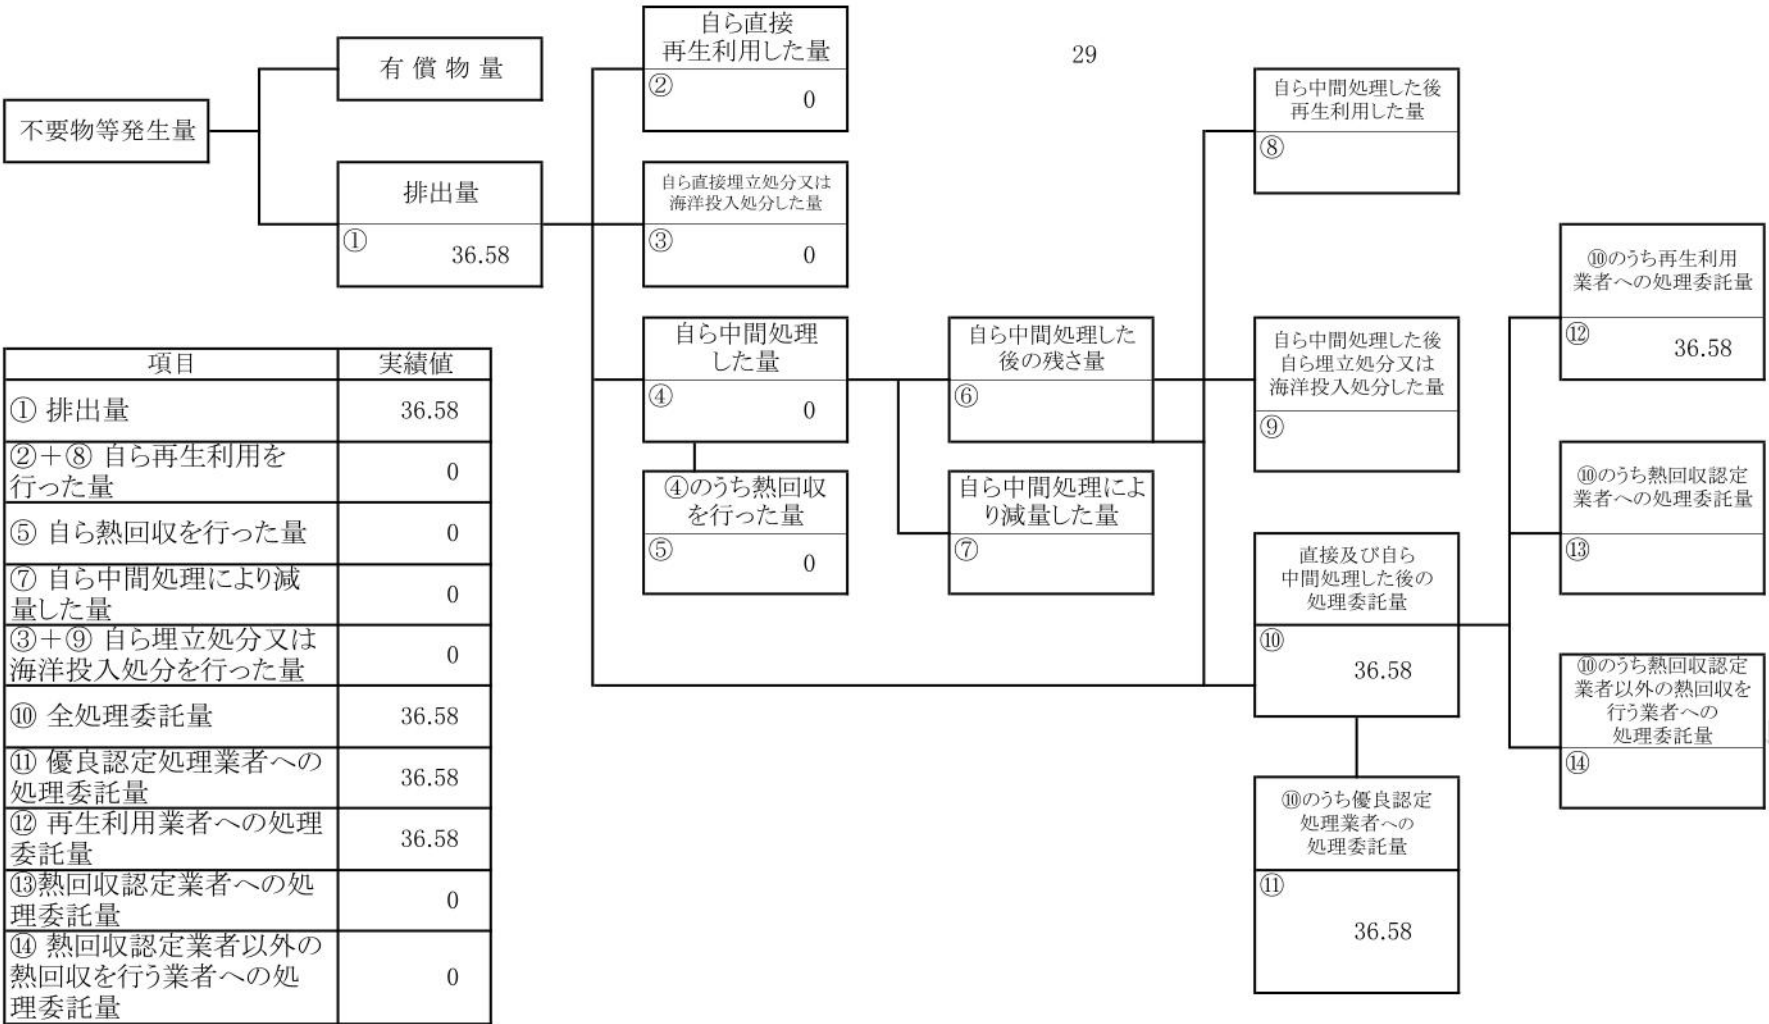 29
不要物等発生量
有 償 物 量
排出量
①
36.58
自ら直接
再生利用した量
②
0
自ら直接埋立処分又は
海洋投入処分した量
③
0
自ら中間処理
した量
④
0
④のうち熱回収
を行った量
⑤
0
自ら中間処理した
後の残さ量
⑥
自ら中間処理によ
り減量した量
⑦
自ら中間処理した後
再生利用した量
⑧
自ら中間処理した後
自ら埋立処分又は
海洋投入処分した量
⑨
直接及び自ら
中間処理した後の
処理委託量
⑩
36.58
⑩のうち優良認定
処理業者への
処理委託量
⑪
36.58
⑩のうち再生利用
業者への処理委託量
⑫
36.58
⑩のうち熱回収認定
業者への処理委託量
⑬
⑩のうち熱回収認定
業者以外の熱回収を
行う業者への
処理委託量
⑭
項目 実績値
① 排出量 36.58
②＋⑧ 自ら再生利用を
行った量 0
⑤ 自ら熱回収を行った量 0
⑦ 自ら中間処理により減
量した量 0
③＋⑨ 自ら埋立処分又は
海洋投入処分を行った量 0
⑩ 全処理委託量 36.58
⑪ 優良認定処理業者への
処理委託量 36.58
⑫ 再生利用業者への処理
委託量 36.58
⑬熱回収認定業者への処
理委託量 0
⑭ 熱回収認定業者以外の
熱回収を行う業者への処
理委託量 0